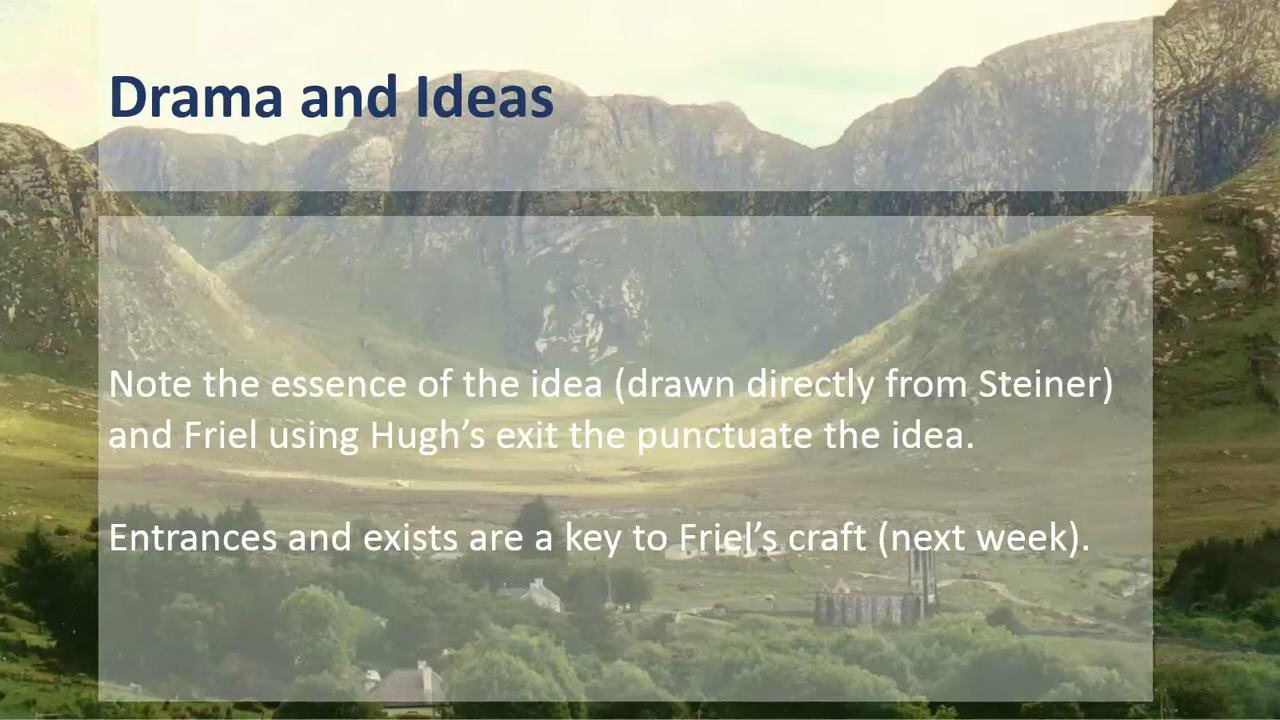 Drama and Ideas
Note the essence of the idea (drawn directly from Steiner)
and Friel using Hugh’s exit the punctuate the idea.
Entrances and exists are a key to Friel’s craft (next week).